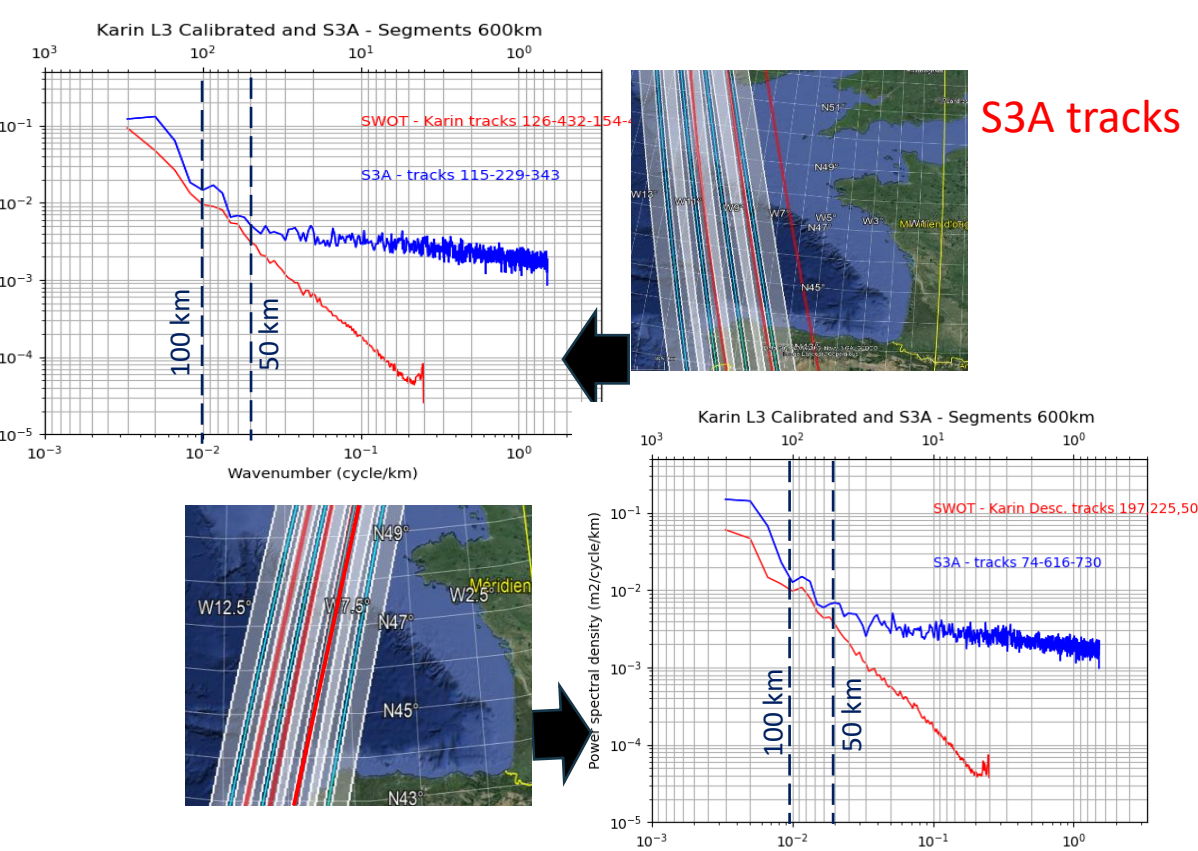 Karin L3 Calibrated and S3A - Segments 600km
10³ 10² 10¹ 10⁰
10⁻¹
10⁻²
10⁻³
10⁻⁴
10⁻⁵
SWOT - Karin tracks 126-432-154-
S3A - tracks 115-229-343
100 km
50 km
10⁻³ 10⁻² 10⁻¹ 10⁰
Wavenumber (cycle/km)
S3A tracks
N51°
N49°
W13° W11° W9° W7° W5° W3°
N47°
N45°
Karin L3 Calibrated and S3A - Segments 600km
10³ 10² 10¹ 10⁰
Power spectral density (m2/cycle/km)
10⁻¹
10⁻²
10⁻³
10⁻⁴
10⁻⁵
SWOT - Karin Desc. tracks 197,225,50
S3A - tracks 74-616-730
100 km
50 km
10⁻³ 10⁻² 10⁻¹ 10⁰
N49°
Méridien
W12.5° W7.5° W2.5°
N47°
N45°
N43°